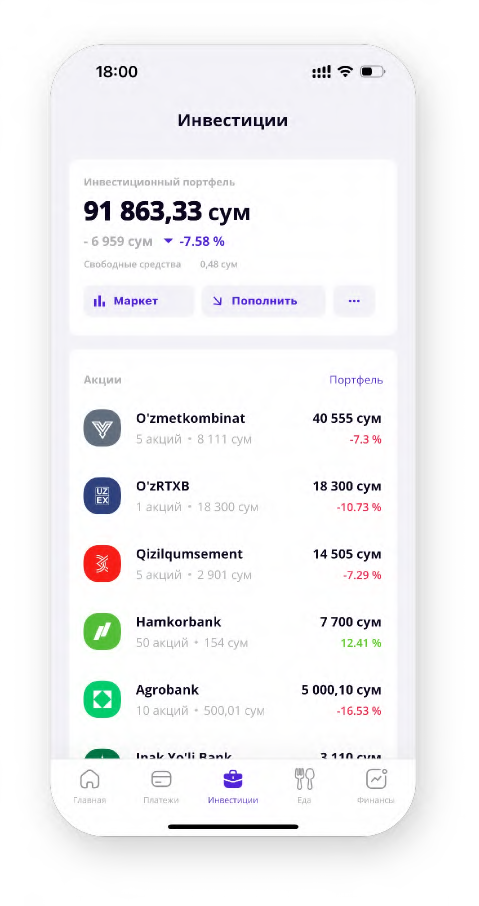 18:00
Инвестиции
Инвестиционный портфель
91 863,33 сум
- 6 959 сум -7.58 %
Свободные средства 0,48 сум
Маркет Пополнить ...
Акции Портфель
O'zmetkombinat 40 555 сум
5 акций • 8 111 сум -7.3 %
UZ
EX
O'zRTXB 18 300 сум
1 акций • 18 300 сум -10.73 %
Qizilqumsement 14 505 сум
5 акций • 2 901 сум -7.29 %
Hamkorbank 7 700 сум
50 акций • 154 сум 12.41 %
Agrobank 5 000,10 сум
10 акций • 500,01 сум -16.53 %
Ipak Yo'li Bank 3 110 сум
Главная Платежи Инвестиции Еда Финансы